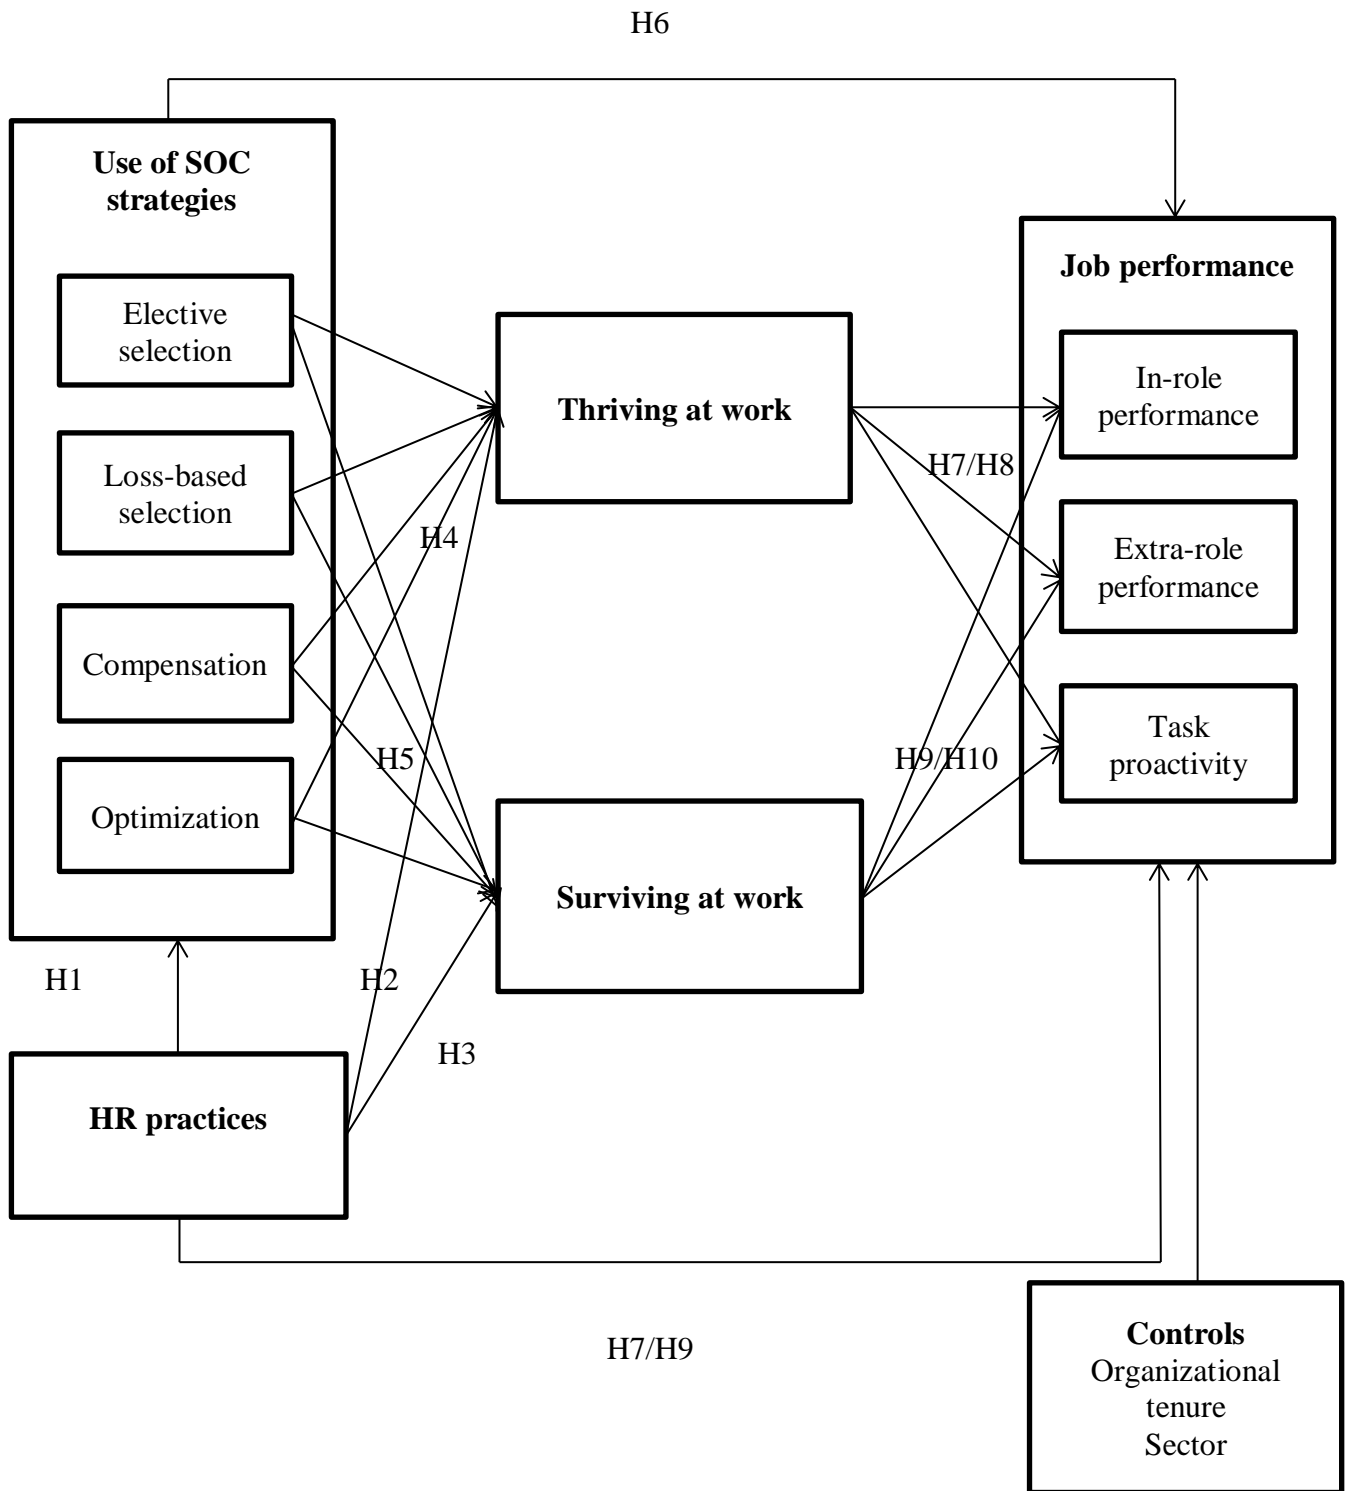 H6
Use of SOC
strategies
Elective
selection
Loss-based
selection
Compensation
Optimization
Thriving at work
Surviving at work
Job performance
In-role
performance
Extra-role
performance
Task
proactivity
H7/H8
H4
H5
H9/H10
H1
H2
H3
HR practices
H7/H9
Controls
Organizational
tenure
Sector